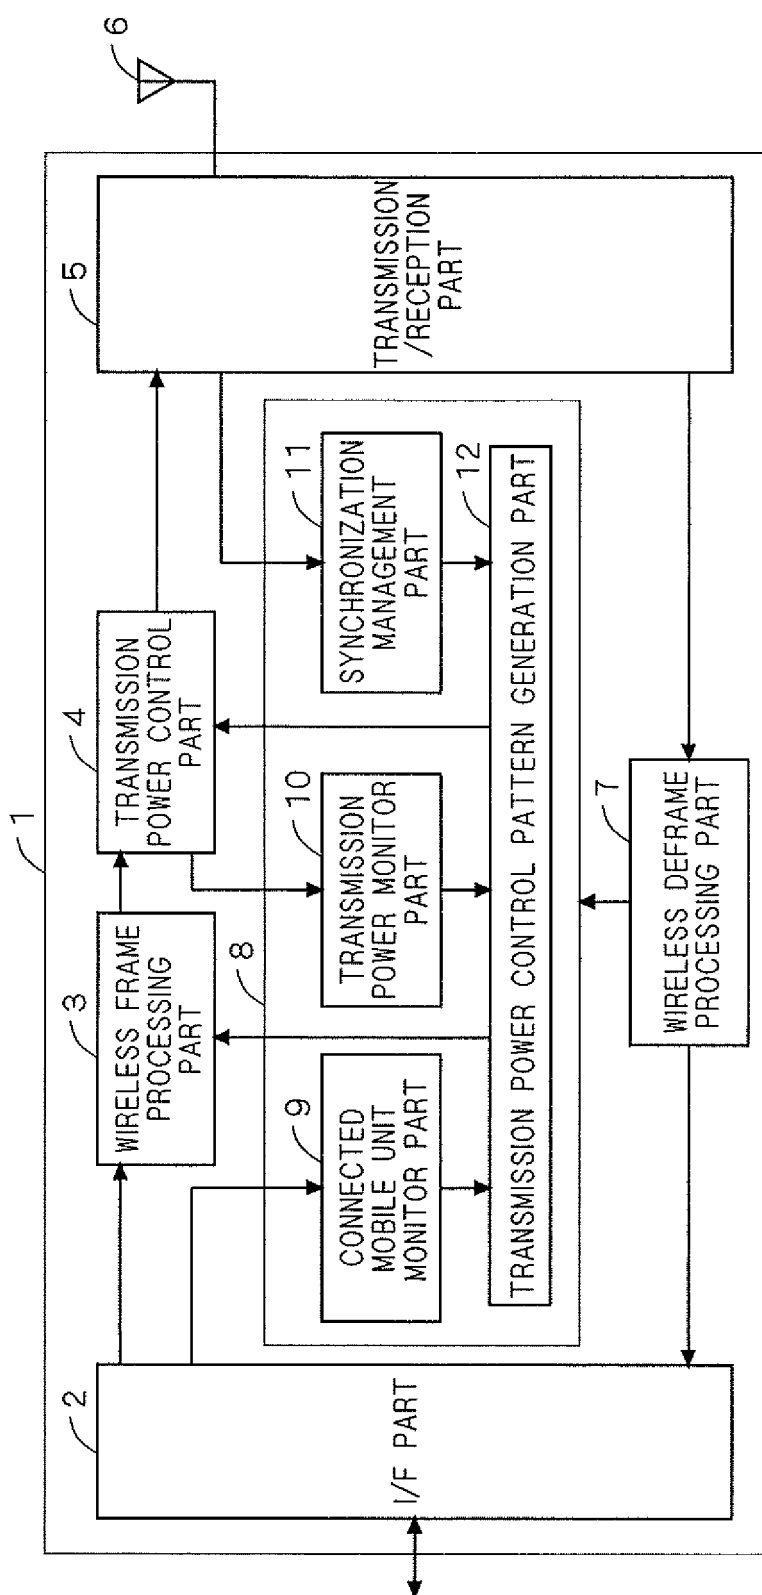 1
2
I/F PART
3
WIRELESS FRAME
PROCESSING
PART
4
TRANSMISSION
POWER CONTROL
PART
5
TRANSMISSION
/RECEPTION
PART
6
8
9
CONNECTED
MOBILE UNIT
MONITOR PART
10
TRANSMISSION
POWER MONITOR
PART
11
SYNCHRONIZATION
MANAGEMENT
PART
12
TRANSMISSION POWER CONTROL PATTERN GENERATION PART
7
WIRELESS DEFRAME
PROCESSING PART